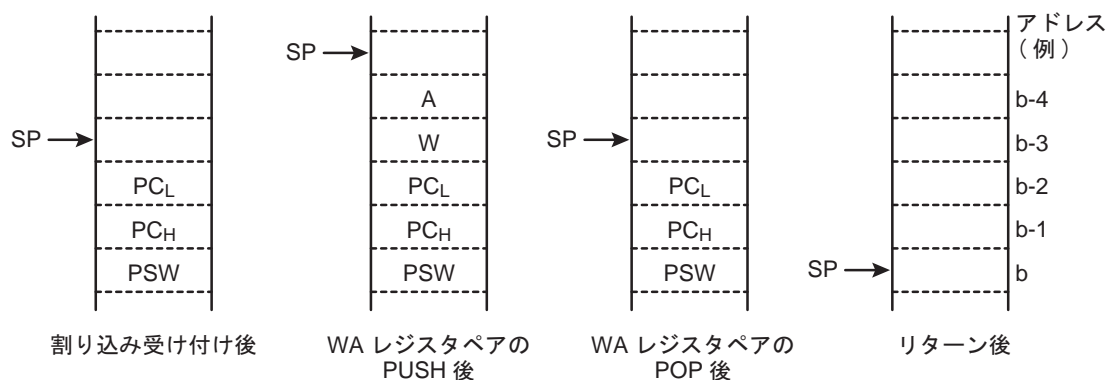 SP
PCL
PCH
PSW
割り込み受け付け後
SP
A
W
PCL
PCH
PSW
WA レジスタペアの
PUSH 後
SP
PCL
PCH
PSW
WA レジスタペアの
POP 後
アドレス
( 例 )
b-4
b-3
b-2
b-1
SP
b
リターン後